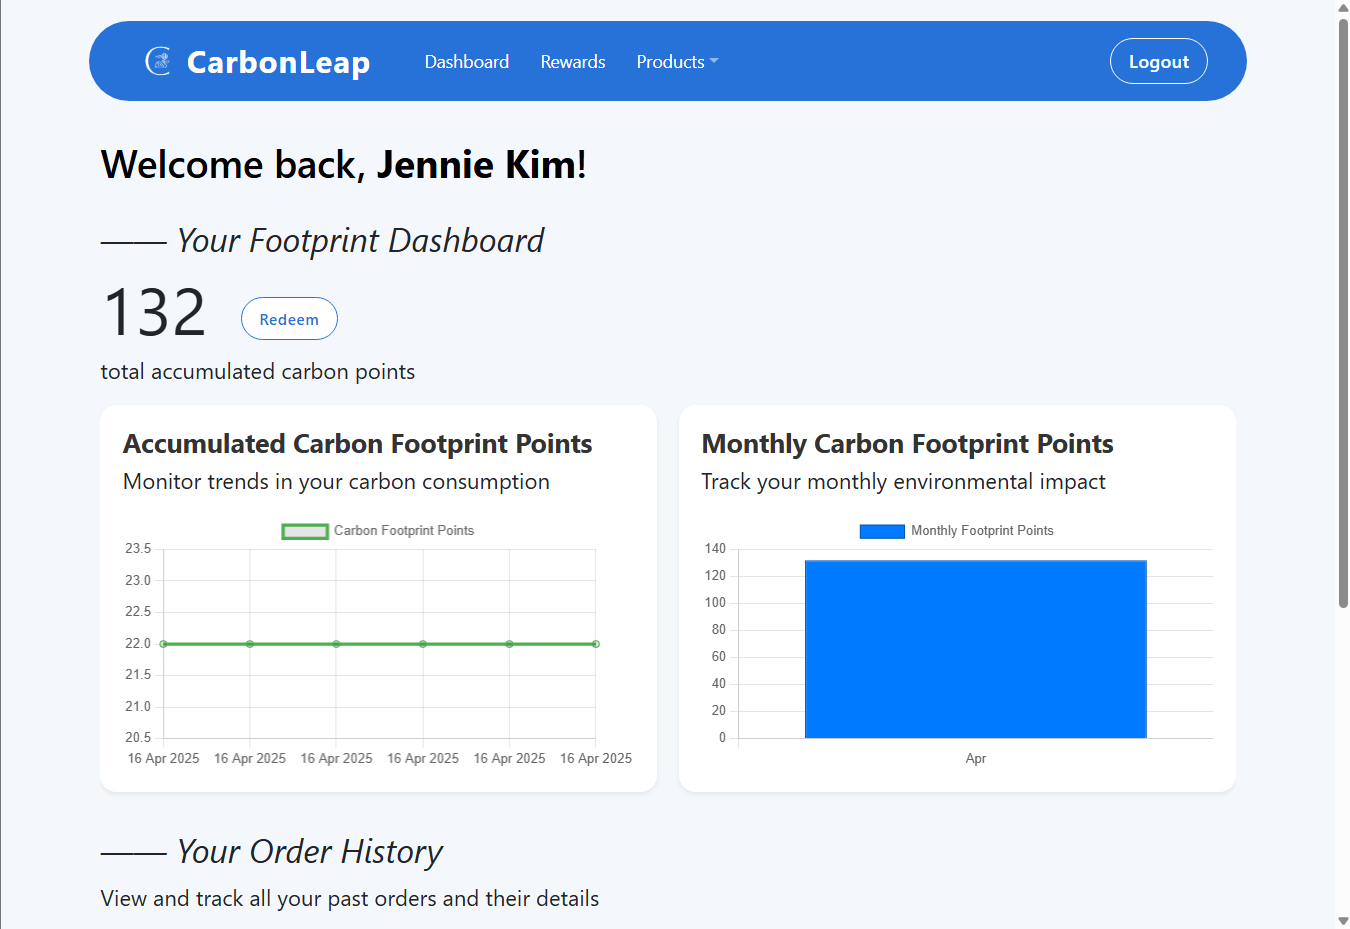 CarbonLeap Dashboard Rewards Products Logout
Welcome back, Jennie Kim!
—— Your Footprint Dashboard
132 Redeem
total accumulated carbon points
Accumulated Carbon Footprint Points
Monitor trends in your carbon consumption
Carbon Footprint Points
23.5
23.0
22.5
22.0
21.5
21.0
20.5
16 Apr 2025 16 Apr 2025 16 Apr 2025 16 Apr 2025 16 Apr 2025 16 Apr 2025
Monthly Carbon Footprint Points
Track your monthly environmental impact
Monthly Footprint Points
140
120
100
80
60
40
20
0
Apr
—— Your Order History
View and track all your past orders and their details